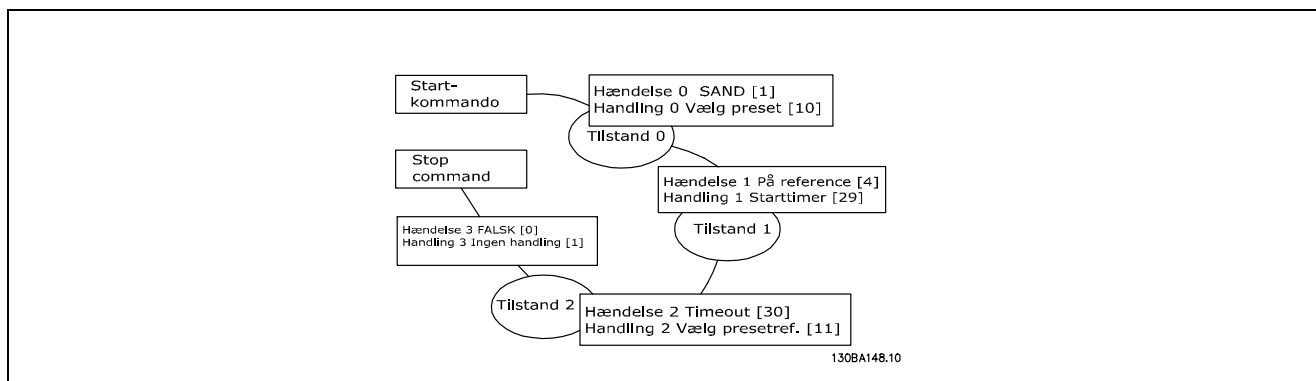 Start-
kommando
Hændelse 0 SAND [1]
Handling 0 Vælg preset [10]
Tilstand 0
Stop
command
Hændelse 1 På reference [4]
Handling 1 Starttimer [29]
Tilstand 1
Hændelse 3 FALSK [0]
Handling 3 Ingen handling [1]
Tilstand 2
Hændelse 2 Timeout [30]
Handling 2 Vælg presetref. [11]
130BA148.10